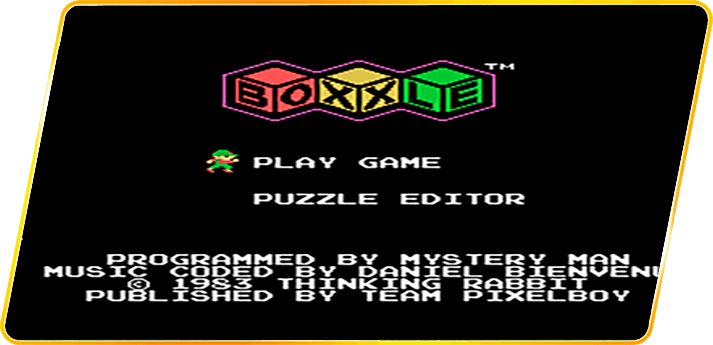 BOXXLE™
PLAY GAME
PUZZLE EDITOR
PROGRAMMED BY MYSTERY MAN
MUSIC CODED BY DANIEL BIENVENU
© 1983 THINKING RABBIT
PUBLISHED BY TEAM PIXELBOY